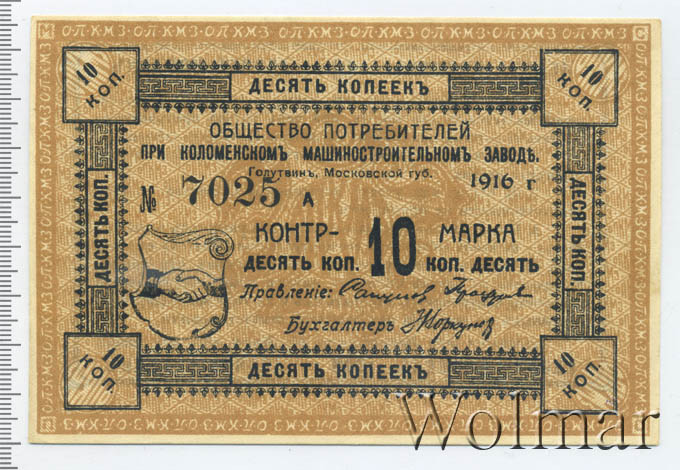 О-П-К-М-З
10 КОП.
ДЕСЯТЬ КОПЕЕКЪ
10 КОП.
ОБЩЕСТВО ПОТРЕБИТЕЛЕЙ
ПРИ КОЛОМЕНСКОМЪ МАШИНОСТРОИТЕЛЬНОМЪ ЗАВОДѢ.
Голутвинъ, Московской губ.
№ 7025 А 1916 г
ДЕСЯТЬ КОП.
ДЕСЯТЬ КОП.
КОНТР- 10 МАРКА
ДЕСЯТЬ КОП. КОП. ДЕСЯТЬ
Правленіе:
Бухгалтеръ
10 КОП.
ДЕСЯТЬ КОПЕЕКЪ
10 КОП.
Wolmar